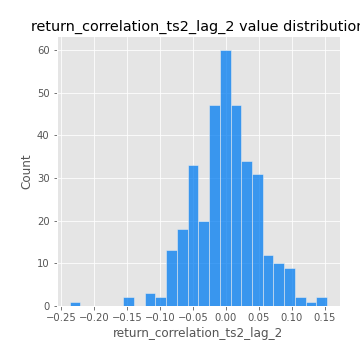 return_correlation_ts2_lag_2 value distribution
60
50
40
30
20
10
0
Count
−0.25 −0.20 −0.15 −0.10 −0.05 0.00 0.05 0.10 0.15
return_correlation_ts2_lag_2